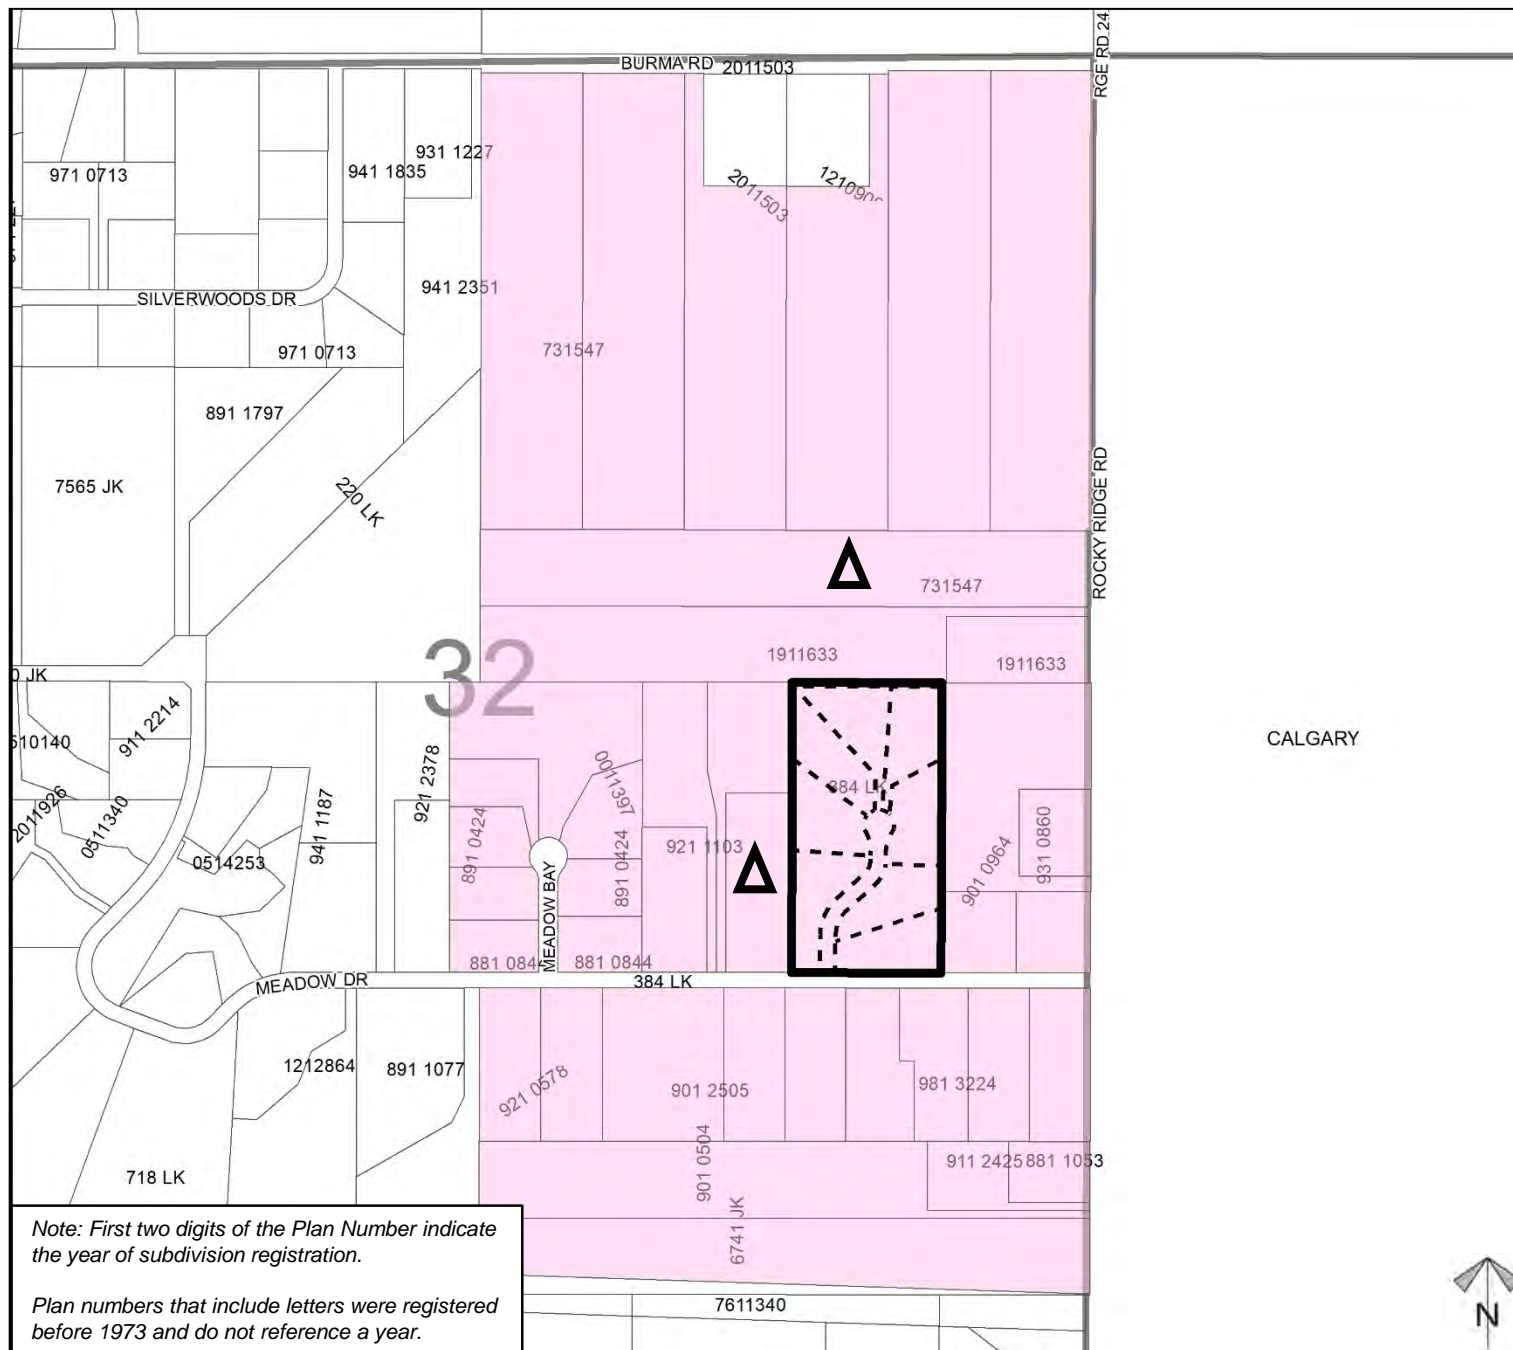 RGE RD 24
BURMA RD
2011503
931 1227
941 1835
971 0713
2011503
941 2351
SILVERWOODS DR
731547
971 0713
891 1797
7565 JK
220 LK
ROCKY RIDGE RD
731547
1911633
1911633
32
0 JK
911 2214
CALGARY
921 2378
0011397
384 LK
2011926
0511340
941 1187
891 0424
891 0424
921 1103
901 0964
931 0860
0514253
MEADOW BAY
881 0844
881 0844
MEADOW DR
384 LK
1212864
891 1077
921 0578
901 2505
981 3224
901 0504
911 2425
881 1053
718 LK
6741 JK
Note: First two digits of the Plan Number indicate
the year of subdivision registration.
Plan numbers that include letters were registered
before 1973 and do not reference a year.
7611340
N